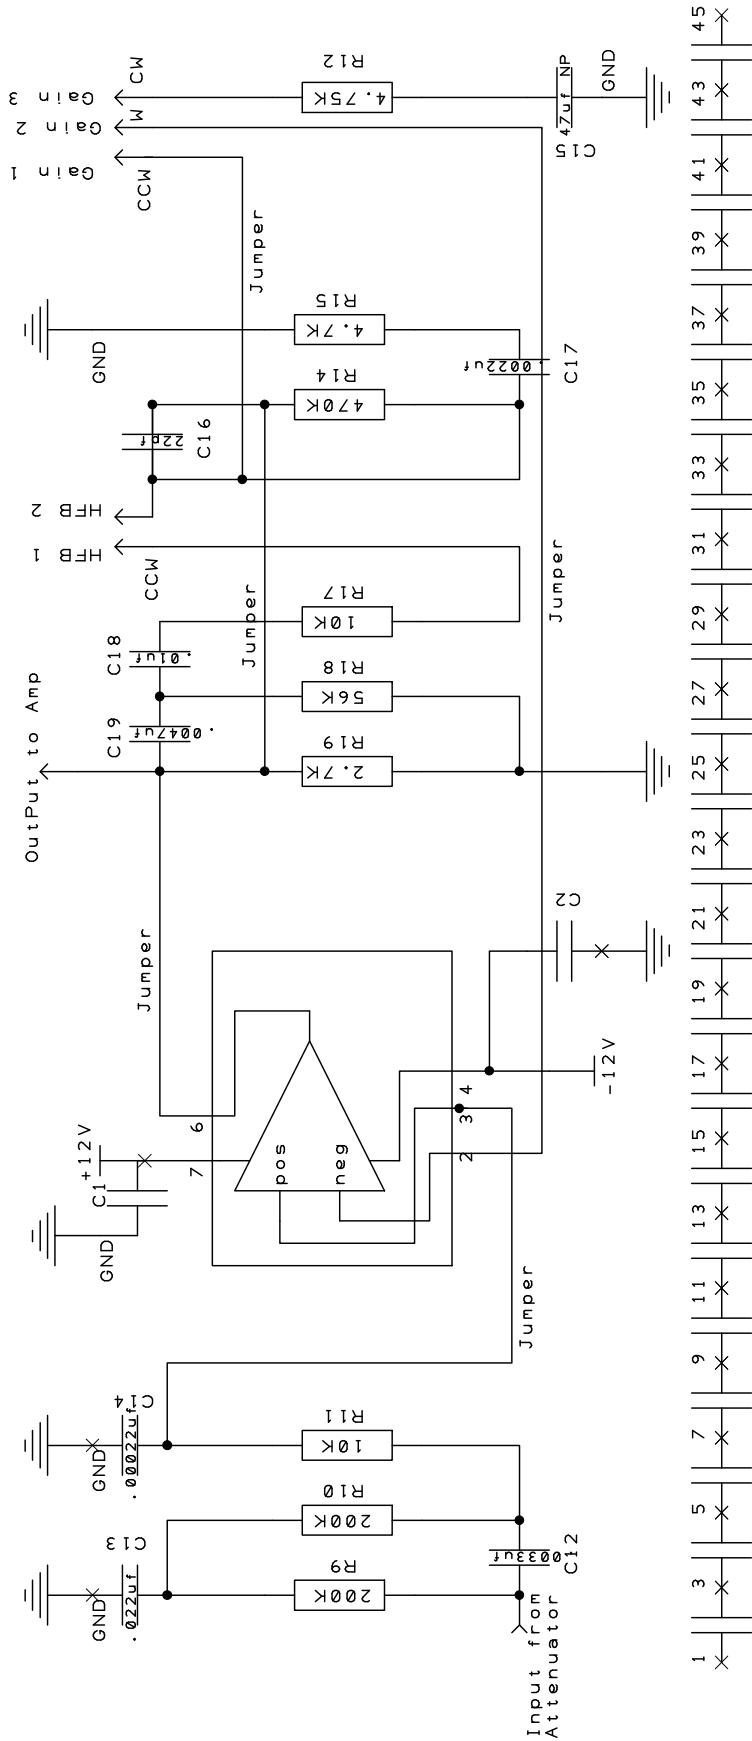 Gain 3
CW
R12
4.75K
47uf NP
C15
GND
Gain 2
W
Gain 1
CCW
Jumper
R15
4.7K
GND
.0022uf
C17
R14
470K
22pf
C16
HFB 2
HFB 1
CCW
Jumper
Jumper
R17
10K
C18
.01uf
R18
56K
C19
.0047uf
R19
2.7K
OutPut to Amp
Jumper
C2
-12V
+12V
C1
GND
6
7
pos
neg
4
3
2
Jumper
C14
.00022uf
GND
R11
10K
R10
200K
C13
.022uf
GND
R9
200K
.0033uf
C12
Input from
Attenuator
1
3
5
7
9
11
13
15
17
19
21
23
25
27
29
31
33
35
37
39
41
43
45